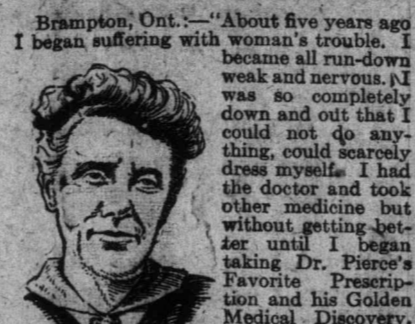 Brampton, Ont.:—"About five years ago
I began suffering with woman's trouble. I
became all run-down
weak and nervous. I
was so completely
down and out that I
could not do any-
thing, could scarcely
dress myself. I had
the doctor and took
other medicine but
without getting bet-
ter until I began
taking Dr. Pierce's
Favorite Prescrip-
tion and his Golden
Medical Discovery.